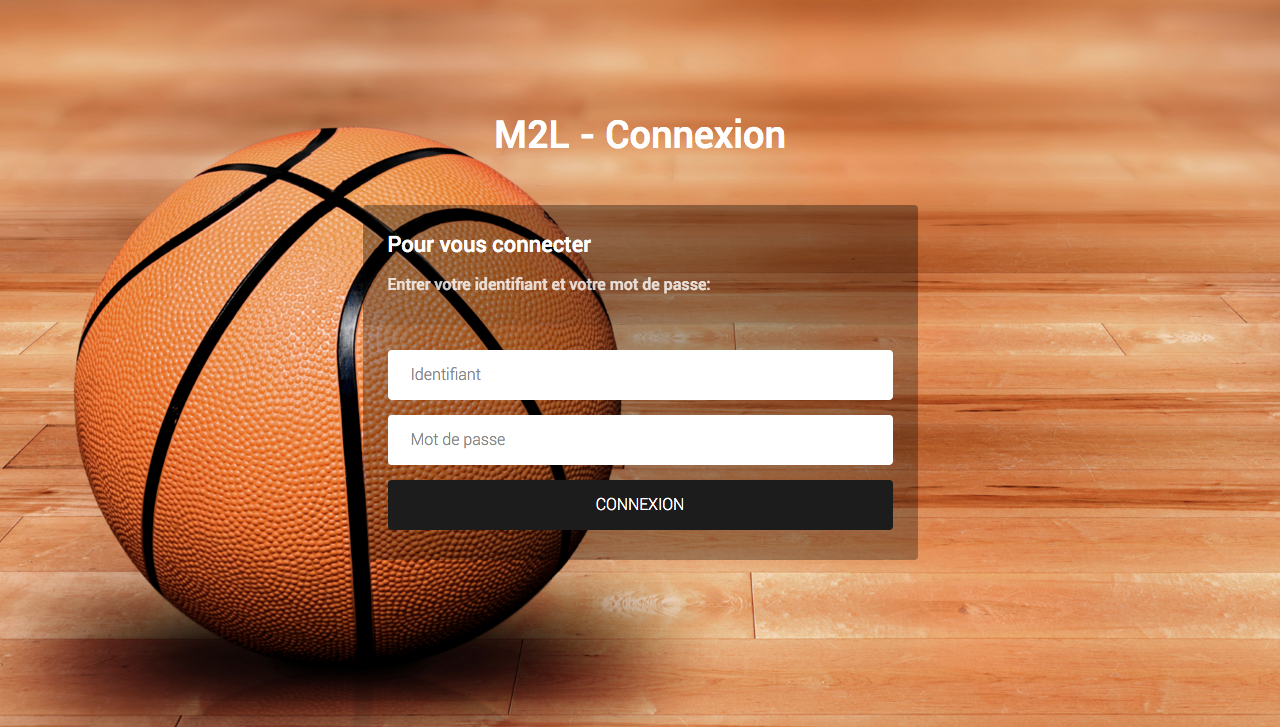 M2L - Connexion
Pour vous connecter
Entrer votre identifiant et votre mot de passe:
Identifiant
Mot de passe
CONNEXION